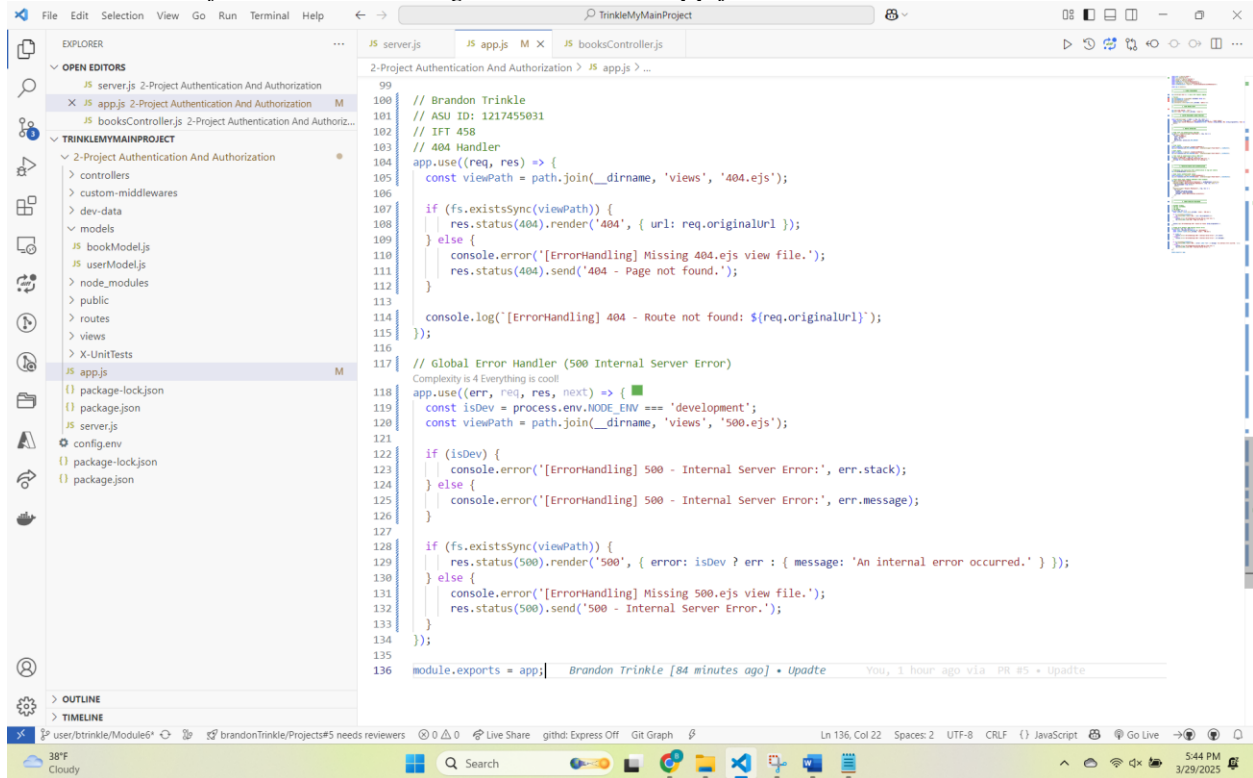 File Edit Selection View Go Run Terminal Help
TrinkleMyMainProject
EXPLORER
OPEN EDITORS
JS server.js 2-Project Authentication And Authorization
JS app.js 2-Project Authentication And Authorization M
JS booksController.js 2-Project Authentication And Authoriz...
TRINKLEMYMAINPROJECT
2-Project Authentication And Authorization
controllers
custom-middlewares
dev-data
models
JS bookModel.js
JS userModel.js
node_modules
public
routes
views
X-UnitTests
JS app.js M
{} package-lock.json
{} package.json
JS server.js
config.env
{} package-lock.json
{} package.json
OUTLINE
TIMELINE
JS server.js JS app.js M JS booksController.js
2-Project Authentication And Authorization > JS app.js > ...
99
100 // Brandon Trinkle
101 // ASU ID: 1217455031
102 // IFT 458
103 // 404 Handler
104 app.use((req, res) => {
105 const viewPath = path.join(__dirname, 'views', '404.ejs');
106
107 if (fs.existsSync(viewPath)) {
108 res.status(404).render('404', { url: req.originalUrl });
109 } else {
110 console.error('[ErrorHandling] Missing 404.ejs view file.');
111 res.status(404).send('404 - Page not found.');
112 }
113
114 console.log(`[ErrorHandling] 404 - Route not found: ${req.originalUrl}`);
115 });
116
117 // Global Error Handler (500 Internal Server Error)
Complexity is 4 Everything is cool!
118 app.use((err, req, res, next) => {
119 const isDev = process.env.NODE_ENV === 'development';
120 const viewPath = path.join(__dirname, 'views', '500.ejs');
121
122 if (isDev) {
123 console.error('[ErrorHandling] 500 - Internal Server Error:', err.stack);
124 } else {
125 console.error('[ErrorHandling] 500 - Internal Server Error:', err.message);
126 }
127
128 if (fs.existsSync(viewPath)) {
129 res.status(500).render('500', { error: isDev ? err : { message: 'An internal error occurred.' } });
130 } else {
131 console.error('[ErrorHandling] Missing 500.ejs view file.');
132 res.status(500).send('500 - Internal Server Error.');
133 }
134 });
135
136 module.exports = app; Brandon Trinkle [84 minutes ago] • Upadte You, 1 hour ago via PR #5 • Upadte
user/btrinkle/Module6* brandonTrinkle/Projects#5 needs reviewers 0 0 Live Share githd: Express Off Git Graph Ln 136, Col 22 Spaces: 2 UTF-8 CRLF {} JavaScript Go Live
38°F
Cloudy
Search
5:44 PM
3/29/2025